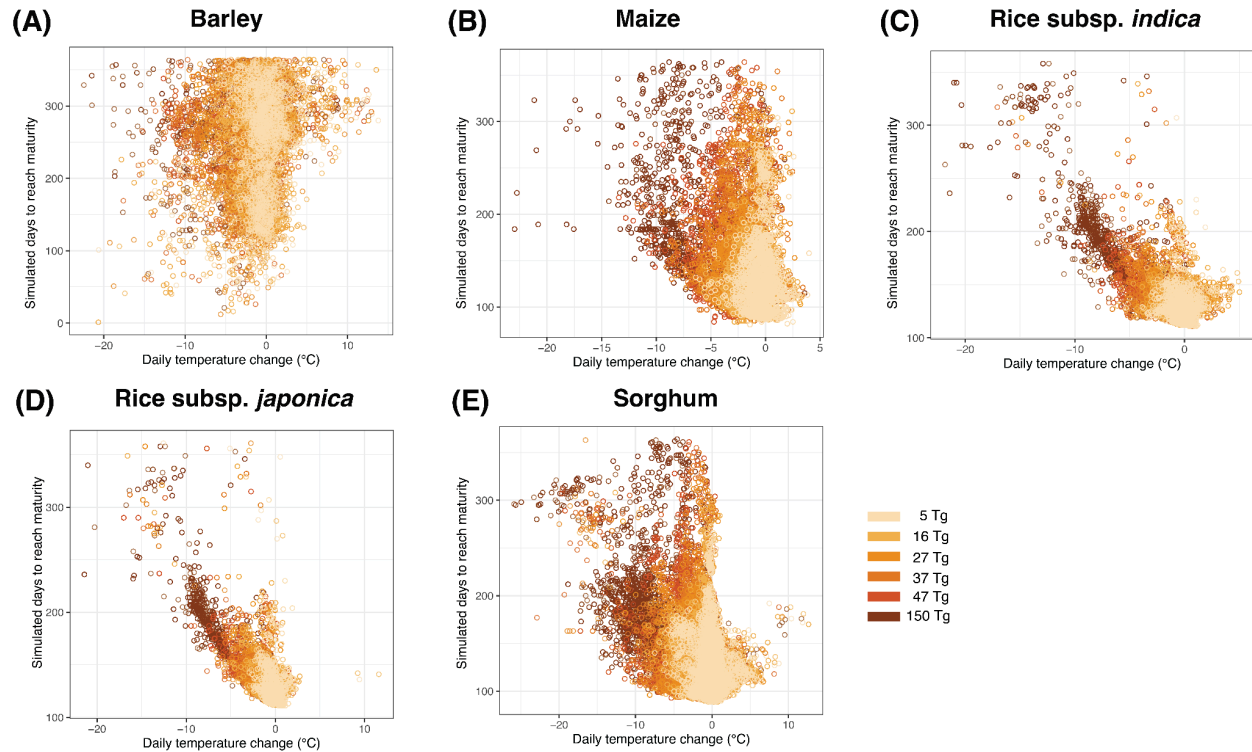 (A) Barley
(B) Maize
(C) Rice subsp. indica
Simulated days to reach maturity
300
200
100
0
−20
−10
0
10
Daily temperature change (°C)
Simulated days to reach maturity
300
200
100
−20
−15
−10
−5
0
5
Daily temperature change (°C)
Simulated days to reach maturity
300
200
100
−20
−10
0
Daily temperature change (°C)
(D) Rice subsp. japonica
(E) Sorghum
Simulated days to reach maturity
300
200
100
−20
−10
0
10
Daily temperature change (°C)
Simulated days to reach maturity
300
200
100
−20
−10
0
10
Daily temperature change (°C)
5 Tg
16 Tg
27 Tg
37 Tg
47 Tg
150 Tg